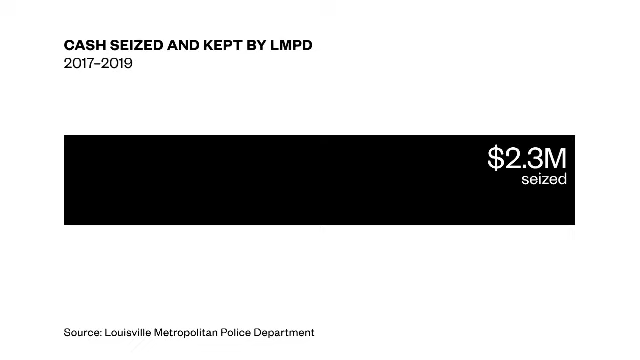 CASH SEIZED AND KEPT BY LMPD
2017–2019
$2.3M
seized
Source: Louisville Metropolitan Police Department